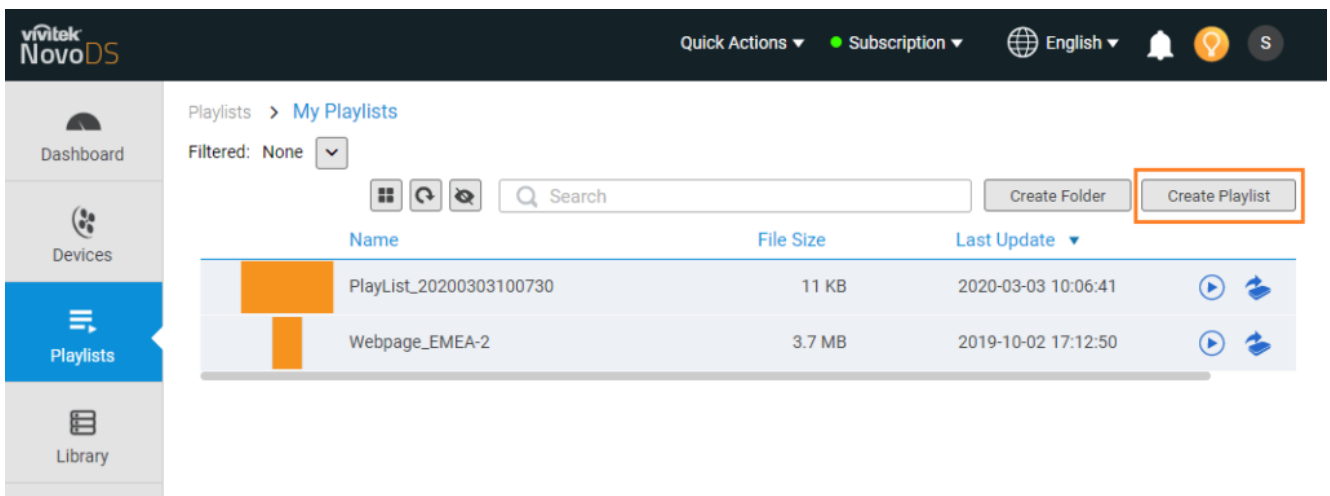 vivitek
NovoDS
Quick Actions Subscription English S
Dashboard
Devices
Playlists
Library
Playlists > My Playlists
Filtered: None
Search Create Folder Create Playlist
Name File Size Last Update
PlayList_20200303100730 11 KB 2020-03-03 10:06:41
Webpage_EMEA-2 3.7 MB 2019-10-02 17:12:50